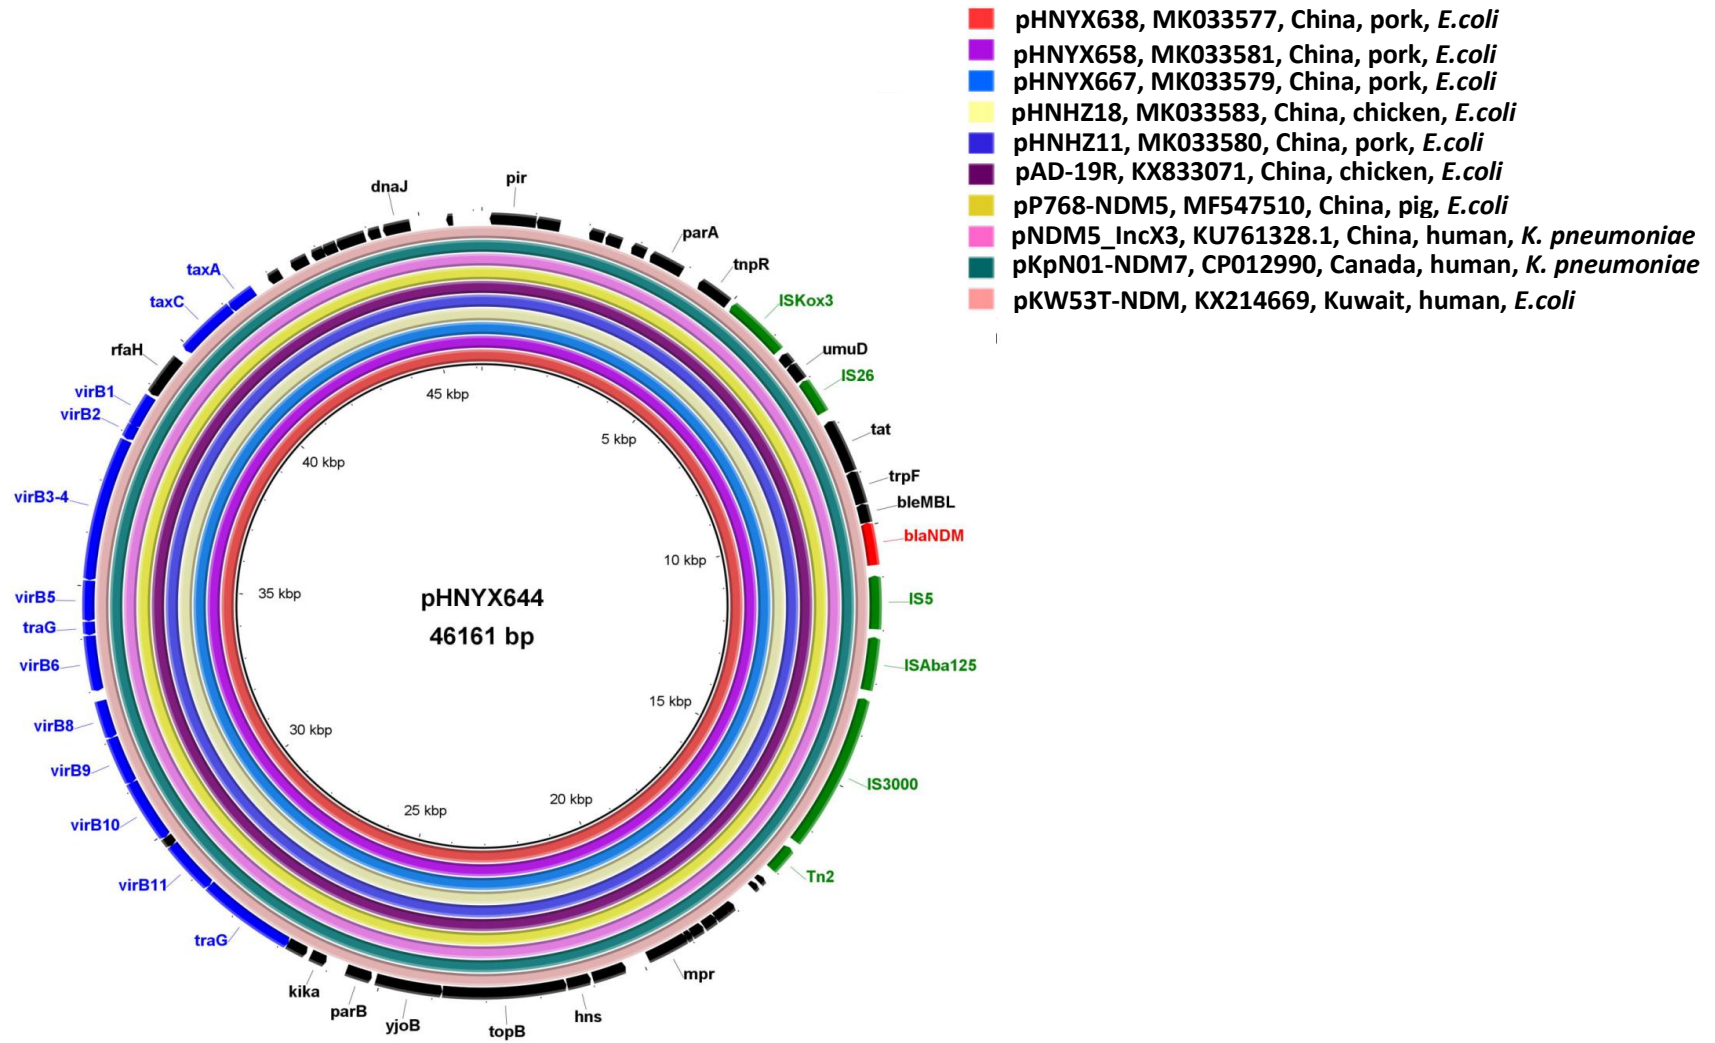 pHNYX638, MK033577, China, pork, E.coli
pHNYX658, MK033581, China, pork, E.coli
pHNYX667, MK033579, China, pork, E.coli
pHNHZ18, MK033583, China, chicken, E.coli
pHNHZ11, MK033580, China, pork, E.coli
pAD-19R, KX833071, China, chicken, E.coli
pP768-NDM5, MF547510, China, pig, E.coli
pNDM5_IncX3, KU761328.1, China, human, K. pneumoniae
pKpN01-NDM7, CP012990, Canada, human, K. pneumoniae
pKW53T-NDM, KX214669, Kuwait, human, E.coli
pir
parA
tnpR
ISKox3
umuD
IS26
tat
trpF
bleMBL
blaNDM
IS5
ISAba125
IS3000
Tn2
mpr
hns
topB
yjoB
parB
kika
traG
virB11
virB10
virB9
virB8
virB6
traG
virB5
virB3-4
virB2
virB1
rfaH
taxC
taxA
dnaJ
5 kbp
10 kbp
15 kbp
20 kbp
25 kbp
30 kbp
35 kbp
40 kbp
45 kbp
pHNYX644
46161 bp